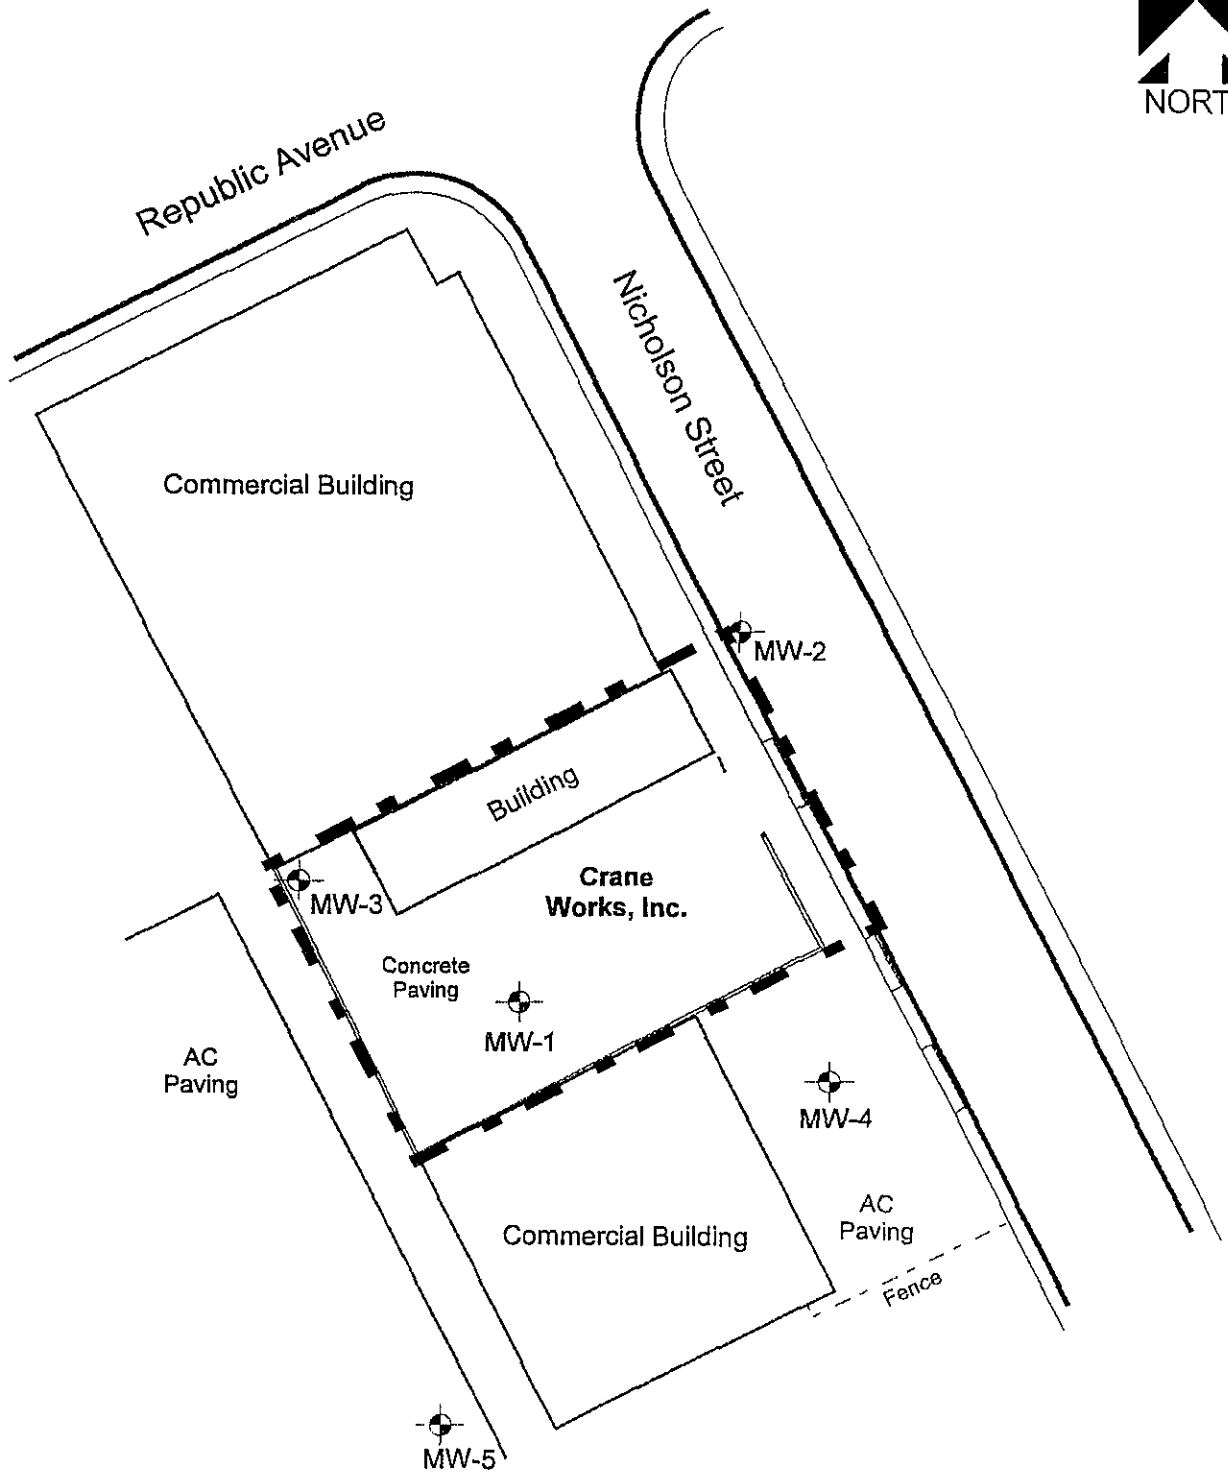 NORT
Republic Avenue
Nicholson Street
Commercial Building
MW-2
Building
MW-3
Crane
Works, Inc.
Concrete
Paving
MW-1
AC
Paving
MW-4
Commercial Building
AC
Paving
Fence
MW-5